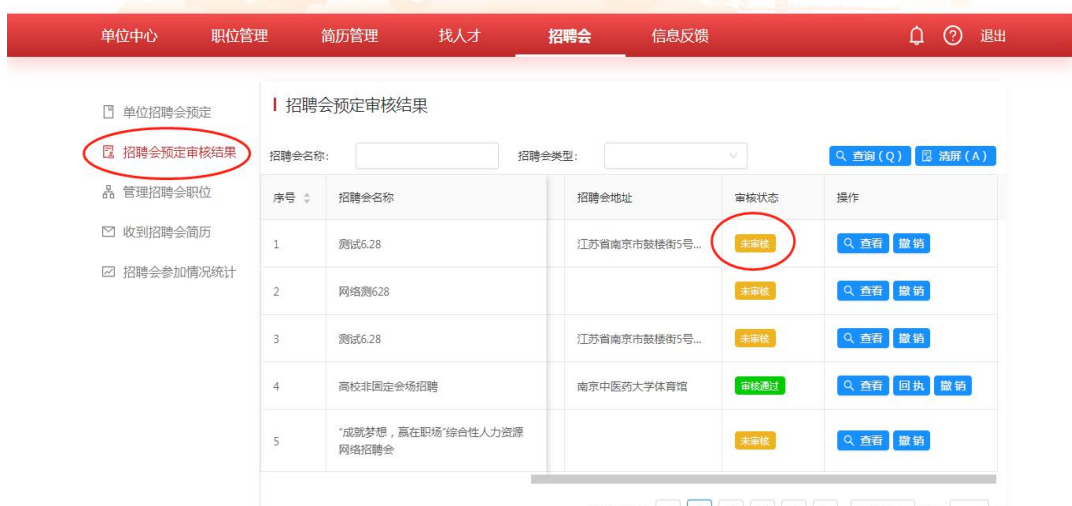 单位中心 职位管理 简历管理 找人才 招聘会 信息反馈 退出
单位招聘会预定
招聘会预定审核结果
管理招聘会职位
收到招聘会简历
招聘会参加情况统计
招聘会预定审核结果
招聘会名称: 招聘会类型: 查询(Q) 清屏(A)
序号 招聘会名称 招聘会地址 审核状态 操作
1 测试6.28 江苏省南京市鼓楼街5号... 未审核 查看 撤销
2 网络测628 未审核 查看 撤销
3 测试6.28 江苏省南京市鼓楼街5号... 未审核 查看 撤销
4 高校非固定会场招聘 南京中医药大学体育馆 审核通过 查看 回执 撤销
5 “成就梦想，赢在职场”综合性人力资源
网络招聘会 未审核 查看 撤销